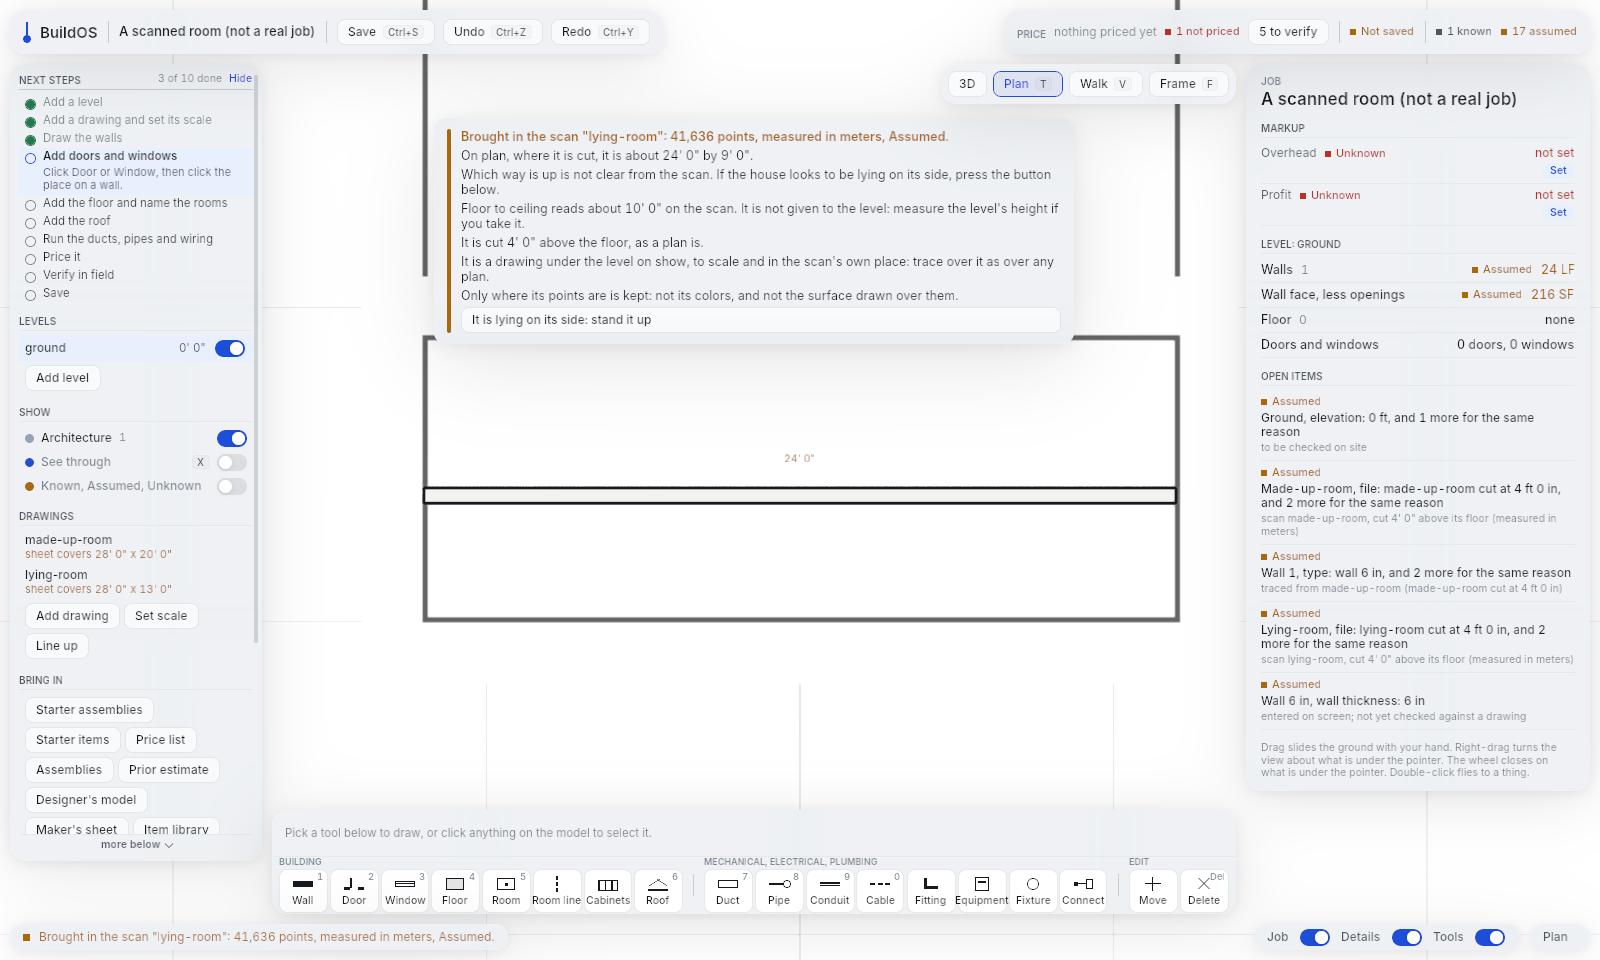 BuildOS
A scanned room (not a real job)
Save Ctrl+S
Undo Ctrl+Z
Redo Ctrl+Y
PRICE nothing priced yet
1 not priced
5 to verify
Not saved
1 known
17 assumed
3D
Plan T
Walk V
Frame F
NEXT STEPS 3 of 10 done Hide
Add a level
Add a drawing and set its scale
Draw the walls
Add doors and windows
Click Door or Window, then click the
place on a wall.
Add the floor and name the rooms
Add the roof
Run the ducts, pipes and wiring
Price it
Verify in field
Save
LEVELS
ground 0' 0"
Add level
SHOW
Architecture 1
See through X
Known, Assumed, Unknown
DRAWINGS
made-up-room
sheet covers 28' 0" x 20' 0"
lying-room
sheet covers 28' 0" x 13' 0"
Add drawing Set scale
Line up
BRING IN
Starter assemblies
Starter items Price list
Assemblies Prior estimate
Designer's model
Maker's sheet Item library
more below
Brought in the scan "lying-room": 41,636 points, measured in meters, Assumed.
On plan, where it is cut, it is about 24' 0" by 9' 0".
Which way is up is not clear from the scan. If the house looks to be lying on its side, press the button
below.
Floor to ceiling reads about 10' 0" on the scan. It is not given to the level: measure the level's height if
you take it.
It is cut 4' 0" above the floor, as a plan is.
It is a drawing under the level on show, to scale and in the scan's own place: trace over it as over any
plan.
Only where its points are is kept: not its colors, and not the surface drawn over them.
It is lying on its side: stand it up
24' 0"
JOB
A scanned room (not a real job)
MARKUP
Overhead Unknown not set
Set
Profit Unknown not set
Set
LEVEL: GROUND
Walls 1 Assumed 24 LF
Wall face, less openings Assumed 216 SF
Floor 0 none
Doors and windows 0 doors, 0 windows
OPEN ITEMS
Assumed
Ground, elevation: 0 ft, and 1 more for the same
reason
to be checked on site
Assumed
Made-up-room, file: made-up-room cut at 4 ft 0 in,
and 2 more for the same reason
scan made-up-room, cut 4' 0" above its floor (measured in
meters)
Assumed
Wall 1, type: wall 6 in, and 2 more for the same reason
traced from made-up-room (made-up-room cut at 4 ft 0 in)
Assumed
Lying-room, file: lying-room cut at 4 ft 0 in, and 2
more for the same reason
scan lying-room, cut 4' 0" above its floor (measured in meters)
Assumed
Wall 6 in, wall thickness: 6 in
entered on screen; not yet checked against a drawing
Drag slides the ground with your hand. Right-drag turns the
view about what is under the pointer. The wheel closes on
what is under the pointer. Double-click flies to a thing.
Pick a tool below to draw, or click anything on the model to select it.
BUILDING
Wall 1
Door 2
Window 3
Floor 4
Room 5
Room line
Cabinets
Roof 6
MECHANICAL, ELECTRICAL, PLUMBING
Duct 7
Pipe 8
Conduit 9
Cable 0
Fitting
Equipment
Fixture
Connect
EDIT
Move
Delete Del
Brought in the scan "lying-room": 41,636 points, measured in meters, Assumed.
Job
Details
Tools
Plan